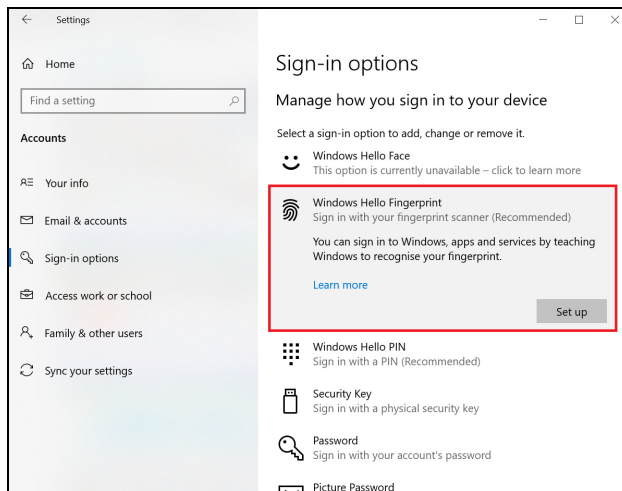 Settings
Home
Find a setting
Accounts
Your info
Email & accounts
Sign-in options
Access work or school
Family & other users
Sync your settings
Sign-in options
Manage how you sign in to your device
Select a sign-in option to add, change or remove it.
Windows Hello Face
This option is currently unavailable – click to learn more
Windows Hello Fingerprint
Sign in with your fingerprint scanner (Recommended)
You can sign in to Windows, apps and services by teaching
Windows to recognise your fingerprint.
Learn more
Set up
Windows Hello PIN
Sign in with a PIN (Recommended)
Security Key
Sign in with a physical security key
Password
Sign in with your account's password
Picture Password